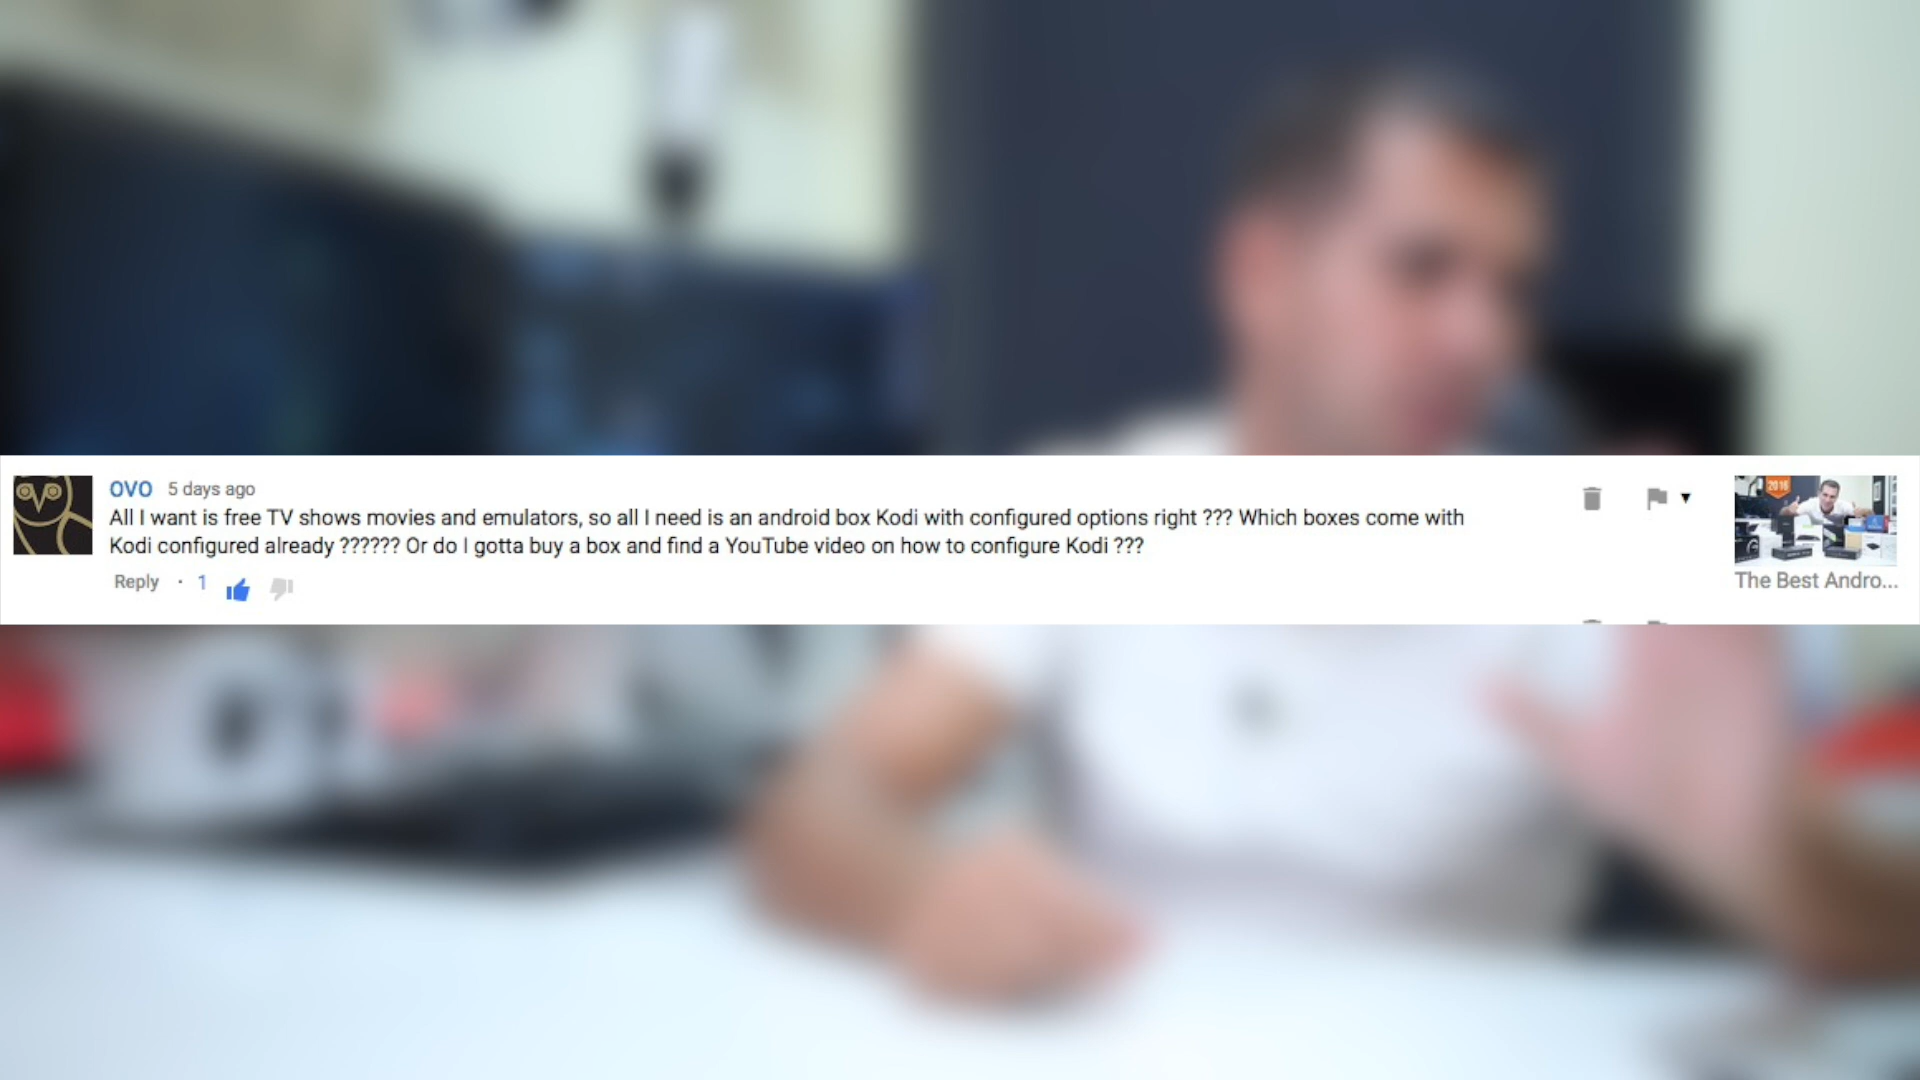 OVO 5 days ago
All I want is free TV shows movies and emulators, so all I need is an android box Kodi with configured options right ??? Which boxes come with
Kodi configured already ?????? Or do I gotta buy a box and find a YouTube video on how to configure Kodi ???
Reply · 1
2016
The Best Andro...